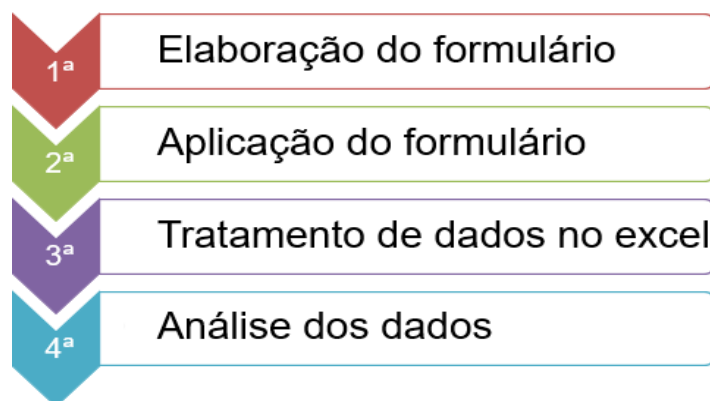 1ª Elaboração do formulário
2ª Aplicação do formulário
3ª Tratamento de dados no excel
4ª Análise dos dados